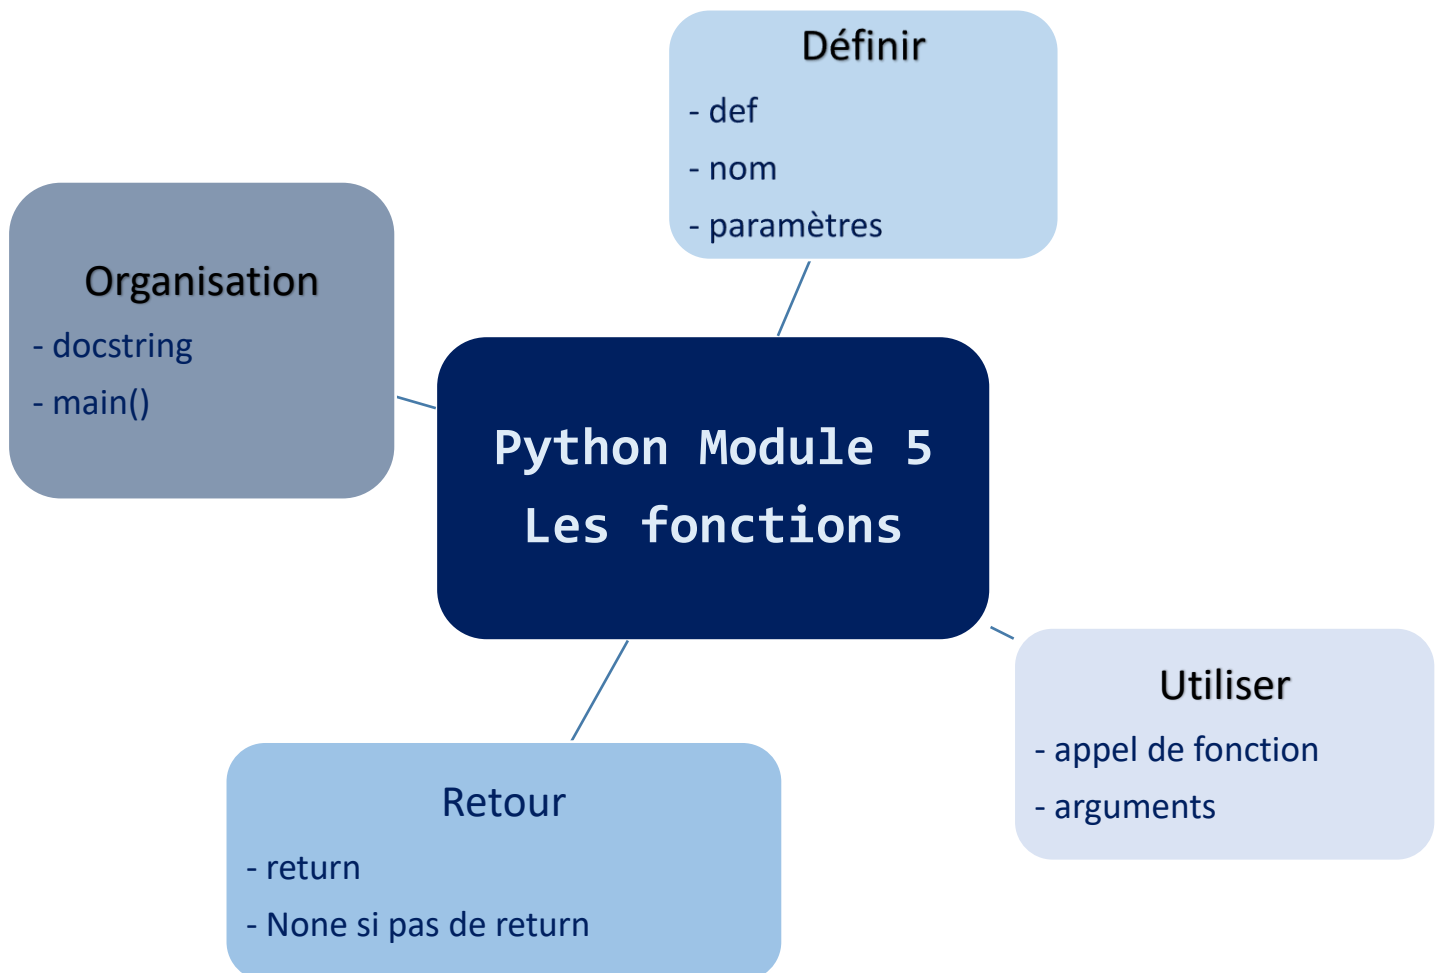 Définir
- def
- nom
- paramètres
Organisation
- docstring
- main()
Python Module 5
Les fonctions
Utiliser
- appel de fonction
- arguments
Retour
- return
- None si pas de return